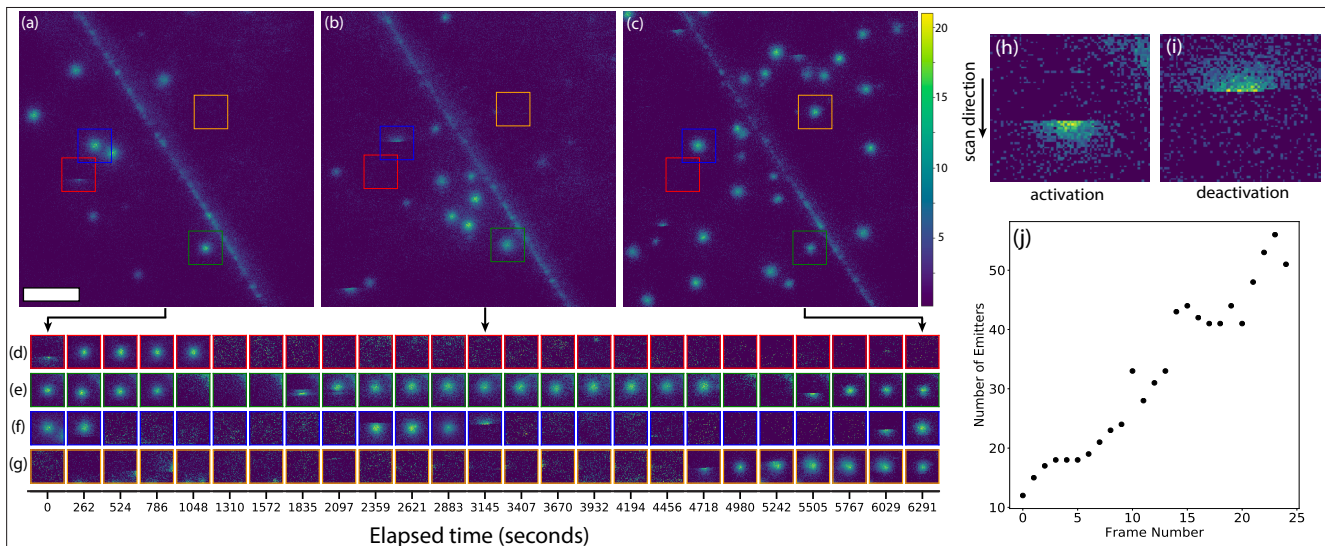 (a)
(b)
(c)
20
15
10
5
0
(h)
(i)
scan direction
activation
deactivation
(d)
(e)
(f)
(g)
0 262 524 786 1048 1310 1572 1835 2097 2359 2621 2883 3145 3407 3670 3932 4194 4456 4718 4980 5242 5505 5767 6029 6291
Elapsed time (seconds)
(j)
Number of Emitters
50
40
30
20
10
0 5 10 15 20 25
Frame Number